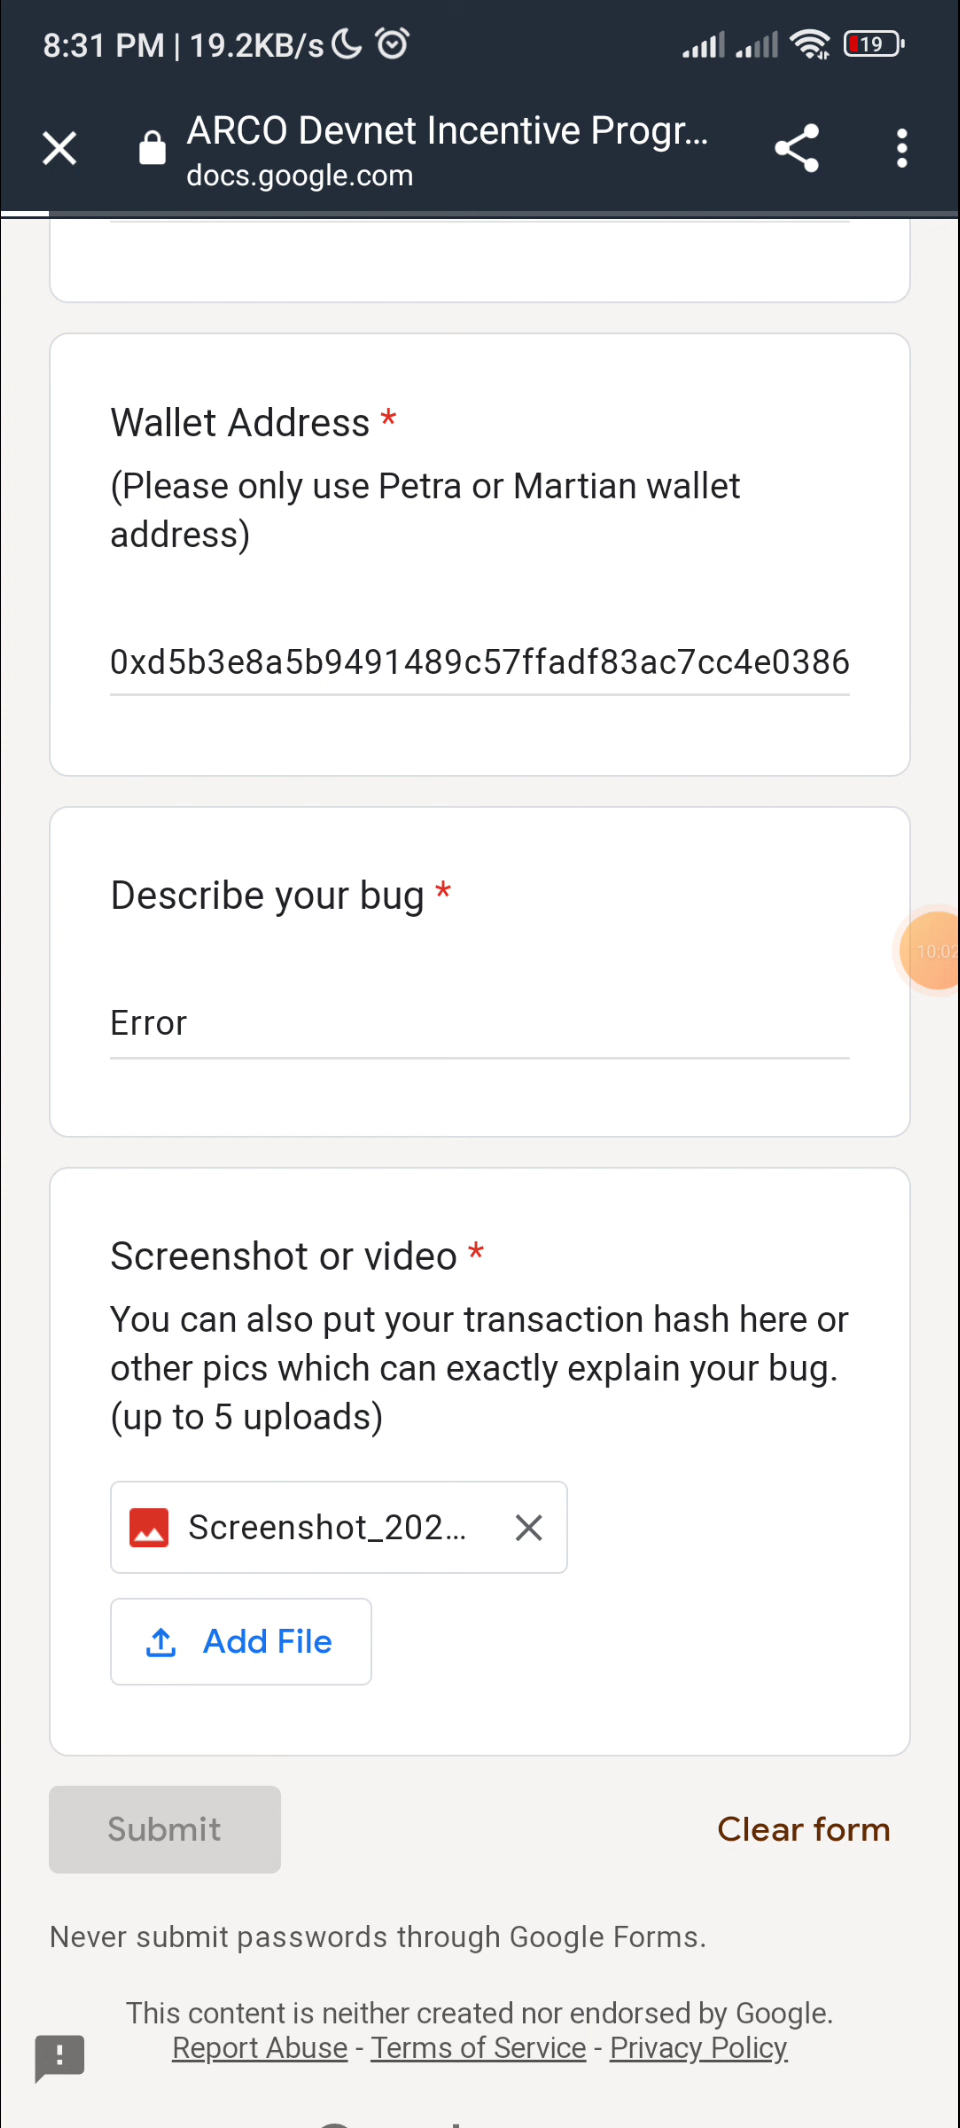 8:31 PM | 19.2KB/s
19
ARCO Devnet Incentive Progr...
docs.google.com
Wallet Address *
(Please only use Petra or Martian wallet
address)
0xd5b3e8a5b9491489c57ffadf83ac7cc4e0386
Describe your bug *
10:02
Error
Screenshot or video *
You can also put your transaction hash here or
other pics which can exactly explain your bug.
(up to 5 uploads)
Screenshot_202...
Add File
Submit
Clear form
Never submit passwords through Google Forms.
This content is neither created nor endorsed by Google.
Report Abuse - Terms of Service - Privacy Policy